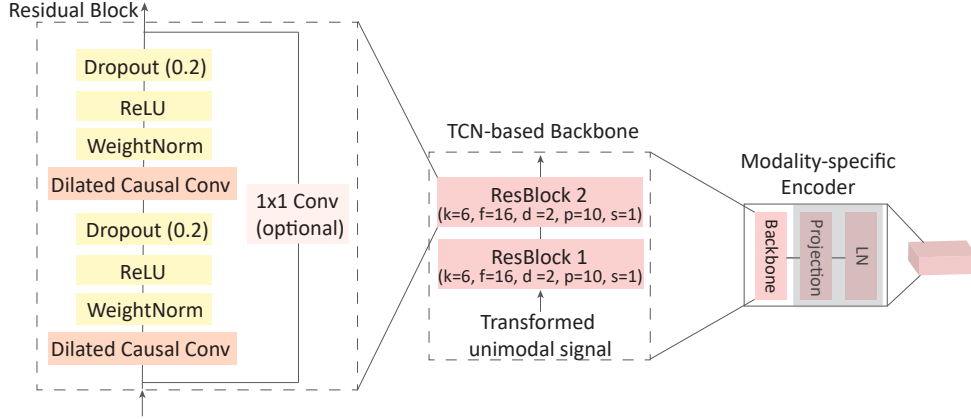 Residual Block
Dropout (0.2)
ReLU
WeightNorm
Dilated Causal Conv
Dropout (0.2)
ReLU
WeightNorm
Dilated Causal Conv
1x1 Conv
(optional)
TCN-based Backbone
ResBlock 2
(k=6, f=16, d =2, p=10, s=1)
ResBlock 1
(k=6, f=16, d =2, p=10, s=1)
Transformed
unimodal signal
Modality-specific
Encoder
Backbone
Projection
LN